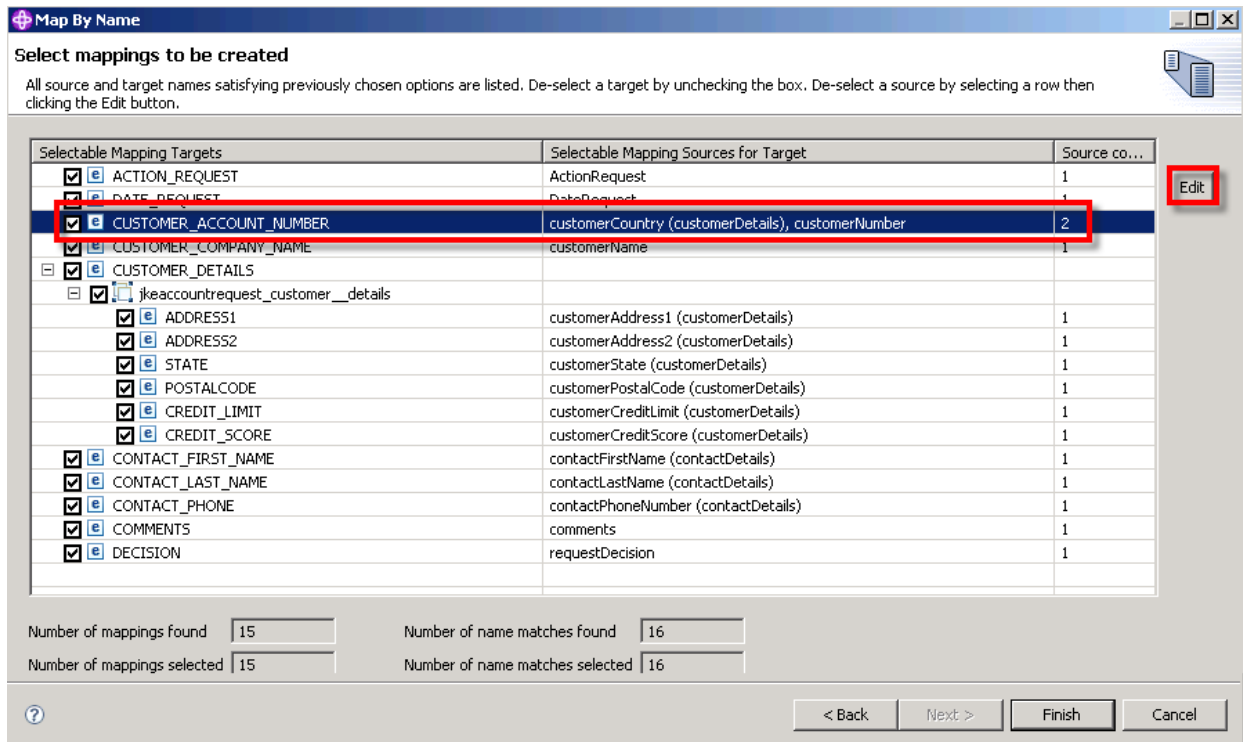 Map By Name
Select mappings to be created
All source and target names satisfying previously chosen options are listed. De-select a target by unchecking the box. De-select a source by selecting a row then
clicking the Edit button.
Selectable Mapping Targets Selectable Mapping Sources for Target Source co...
ACTION_REQUEST ActionRequest 1
Edit
DATE_REQUEST DateRequest 1
CUSTOMER_ACCOUNT_NUMBER customerCountry (customerDetails), customerNumber 2
CUSTOMER_COMPANY_NAME customerName 1
CUSTOMER_DETAILS
jkeaccountrequest_customer__details
ADDRESS1 customerAddress1 (customerDetails) 1
ADDRESS2 customerAddress2 (customerDetails) 1
STATE customerState (customerDetails) 1
POSTALCODE customerPostalCode (customerDetails) 1
CREDIT_LIMIT customerCreditLimit (customerDetails) 1
CREDIT_SCORE customerCreditScore (customerDetails) 1
CONTACT_FIRST_NAME contactFirstName (contactDetails) 1
CONTACT_LAST_NAME contactLastName (contactDetails) 1
CONTACT_PHONE contactPhoneNumber (contactDetails) 1
COMMENTS comments 1
DECISION requestDecision 1
Number of mappings found 15 Number of name matches found 16
Number of mappings selected 15 Number of name matches selected 16
< Back Next > Finish Cancel